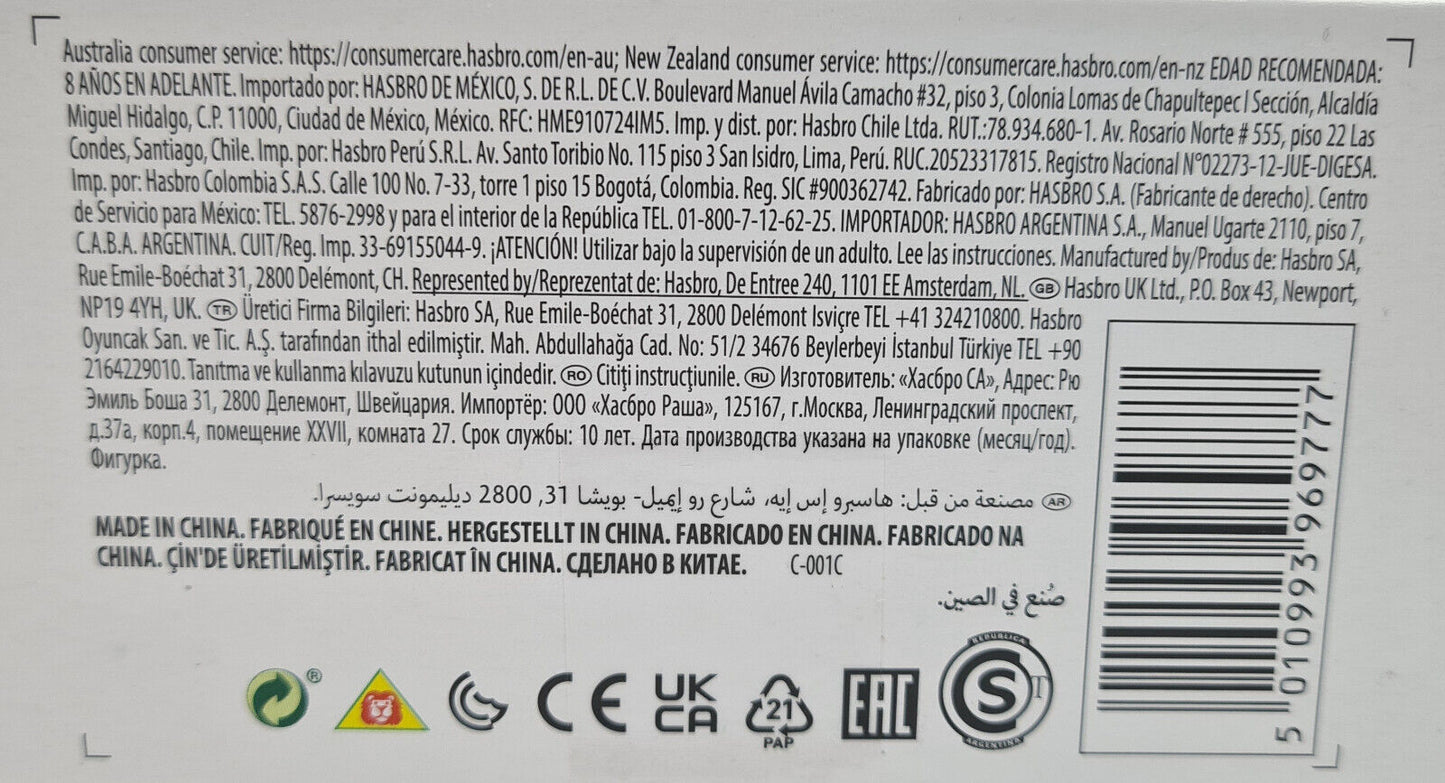 Australia consumer service: https://consumercare.hasbro.com/en-au; New Zealand consumer service: https://consumercare.hasbro.com/en-nz EDAD RECOMENDADA:
8 AÑOS EN ADELANTE. Importado por: HASBRO DE MÉXICO, S. DE R.L. DE C.V. Boulevard Manuel Ávila Camacho #32, piso 3, Colonia Lomas de Chapultepec I Sección, Alcaldía
Miguel Hidalgo, C.P. 11000, Ciudad de México, México. RFC: HME910724IM5. Imp. y dist. por: Hasbro Chile Ltda. RUT.:78.934.680-1. Av. Rosario Norte # 555, piso 22 Las
Condes, Santiago, Chile. Imp. por: Hasbro Perú S.R.L. Av. Santo Toribio No. 115 piso 3 San Isidro, Lima, Perú. RUC.20523317815. Registro Nacional N°02273-12-JUE-DIGESA.
Imp. por: Hasbro Colombia S.A.S. Calle 100 No. 7-33, torre 1 piso 15 Bogotá, Colombia. Reg. SIC #900362742. Fabricado por: HASBRO S.A. (Fabricante de derecho). Centro
de Servicio para México: TEL. 5876-2998 y para el interior de la República TEL. 01-800-7-12-62-25. IMPORTADOR: HASBRO ARGENTINA S.A., Manuel Ugarte 2110, piso 7,
C.A.B.A. ARGENTINA. CUIT/Reg. Imp. 33-69155044-9. ¡ATENCIÓN! Utilizar bajo la supervisión de un adulto. Lee las instrucciones. Manufactured by/Produs de: Hasbro SA,
Rue Emile-Boéchat 31, 2800 Delémont, CH. Represented by/Reprezentat de: Hasbro, De Entree 240, 1101 EE Amsterdam, NL. GB Hasbro UK Ltd., P.O. Box 43, Newport,
NP19 4YH, UK. TR Üretici Firma Bilgileri: Hasbro SA, Rue Emile-Boéchat 31, 2800 Delémont Isviçre TEL +41 324210800. Hasbro
Oyuncak San. ve Tic. A.Ş. tarafından ithal edilmiştir. Mah. Abdullahağa Cad. No: 51/2 34676 Beylerbeyi İstanbul Türkiye TEL +90
2164229010. Tanıtma ve kullanma kılavuzu kutunun içindedir. RO Citiți instrucțiunile. RU Изготовитель: «Хасбро СА», Адрес: Рю
Эмиль Боша 31, 2800 Делемонт, Швейцария. Импортёр: ООО «Хасбро Раша», 125167, г.Москва, Ленинградский проспект,
д.37а, корп.4, помещение XXVII, комната 27. Срок службы: 10 лет. Дата производства указана на упаковке (месяц/год).
Фигурка.
AR مصنعة من قبل: هاسبرو إس إيه، شارع رو إيميل- بويشا 31, 2800 ديليمونت سويسرا.
MADE IN CHINA. FABRIQUÉ EN CHINE. HERGESTELLT IN CHINA. FABRICADO EN CHINA. FABRICADO NA
CHINA. ÇİN'DE ÜRETİLMİŞTİR. FABRICAT ÎN CHINA. СДЕЛАНО В КИТАЕ. C-001C
صُنع في الصين.
® CE UK CA 21 PAP EAC REPUBLICA S T ARGENTINA
5 010993 969777